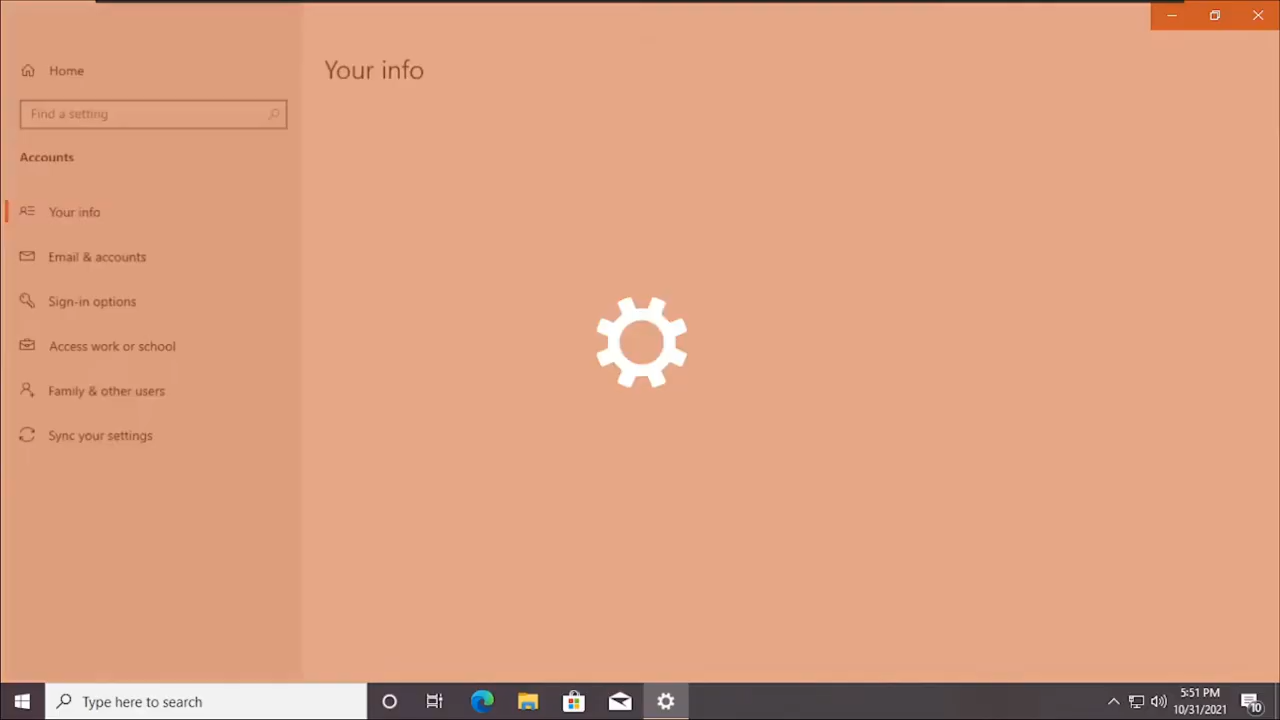 Home
Your info
Find a setting
Accounts
Your info
Email & accounts
Sign-in options
Access work or school
Family & other users
Sync your settings
Type here to search
5:51 PM
10/31/2021
10